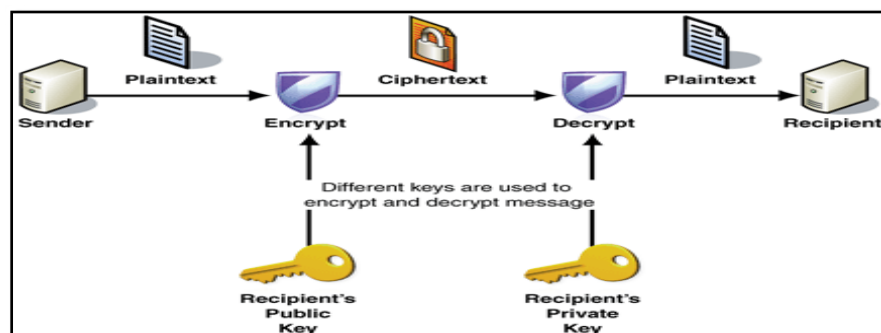 Plaintext
Ciphertext
Plaintext
Sender
Encrypt
Decrypt
Recipient
Different keys are used to
encrypt and decrypt message
Recipient's
Public
Key
Recipient's
Private
Key